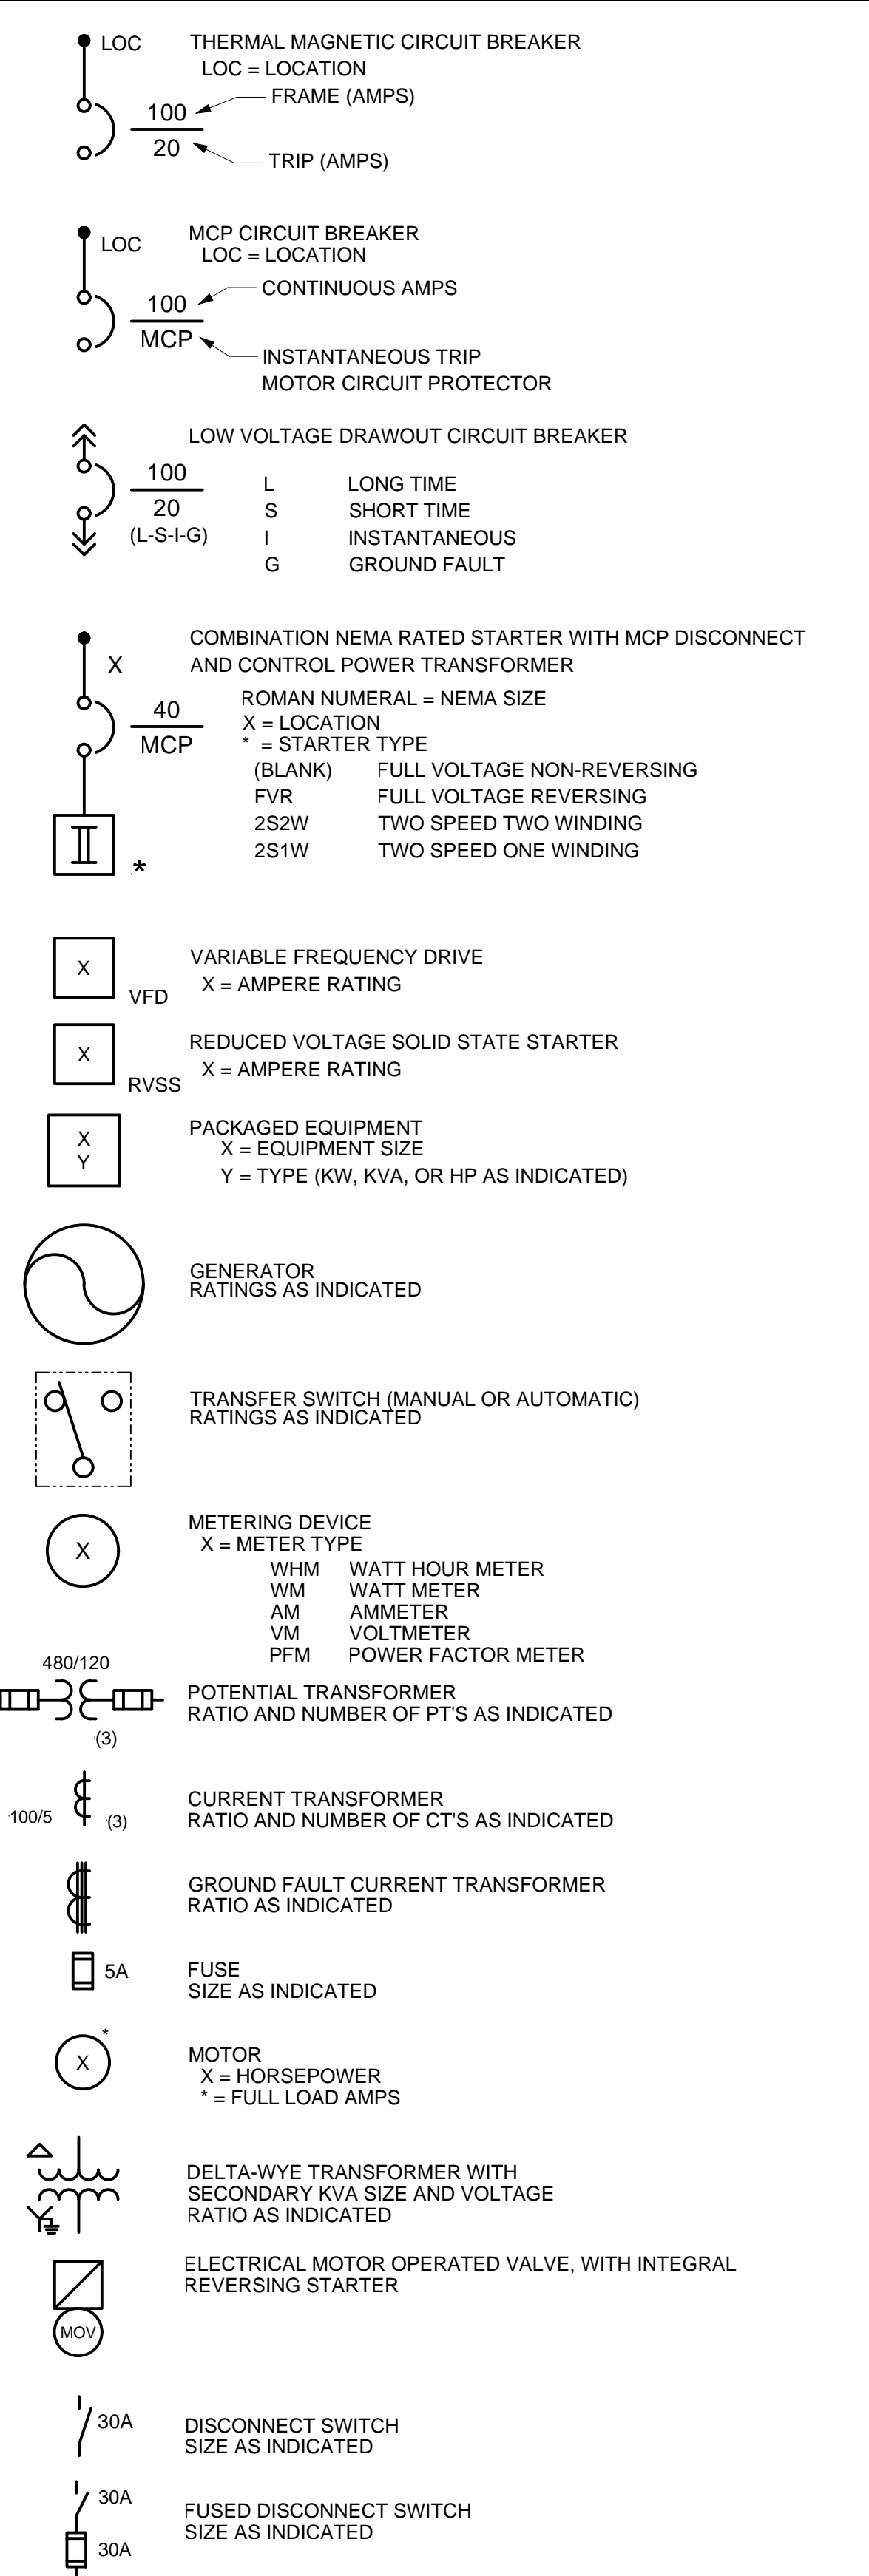 LOC THERMAL MAGNETIC CIRCUIT BREAKER
LOC = LOCATION
FRAME (AMPS)
100
20
TRIP (AMPS)
MCP CIRCUIT BREAKER
LOC
LOC = LOCATION
CONTINUOUS AMPS
100
MCP
INSTANTANEOUS TRIP
MOTOR CIRCUIT PROTECTOR
LOW VOLTAGE DRAWOUT CIRCUIT BREAKER
100
20
(L-S-I-G)
L LONG TIME
S SHORT TIME
I INSTANTANEOUS
G GROUND FAULT
COMBINATION NEMA RATED STARTER WITH MCP DISCONNECT
X AND CONTROL POWER TRANSFORMER
ROMAN NUMERAL = NEMA SIZE
40
MCP
X = LOCATION
* = STARTER TYPE
(BLANK) FULL VOLTAGE NON-REVERSING
FVR FULL VOLTAGE REVERSING
2S2W TWO SPEED TWO WINDING
2S1W TWO SPEED ONE WINDING
II
*
VARIABLE FREQUENCY DRIVE
X
X = AMPERE RATING
VFD
REDUCED VOLTAGE SOLID STATE STARTER
X
X = AMPERE RATING
RVSS
PACKAGED EQUIPMENT
X X = EQUIPMENT SIZE
Y Y = TYPE (KW, KVA, OR HP AS INDICATED)
GENERATOR
RATINGS AS INDICATED
TRANSFER SWITCH (MANUAL OR AUTOMATIC)
RATINGS AS INDICATED
METERING DEVICE
X X = METER TYPE
WHM WATT HOUR METER
WM WATT METER
AM AMMETER
VM VOLTMETER
PFM POWER FACTOR METER
480/120
(3)
POTENTIAL TRANSFORMER
RATIO AND NUMBER OF PT'S AS INDICATED
CURRENT TRANSFORMER
100/5 (3) RATIO AND NUMBER OF CT'S AS INDICATED
GROUND FAULT CURRENT TRANSFORMER
RATIO AS INDICATED
5A FUSE
SIZE AS INDICATED
*
X MOTOR
X = HORSEPOWER
* = FULL LOAD AMPS
DELTA-WYE TRANSFORMER WITH
SECONDARY KVA SIZE AND VOLTAGE
RATIO AS INDICATED
ELECTRICAL MOTOR OPERATED VALVE, WITH INTEGRAL
REVERSING STARTER
MOV
30A DISCONNECT SWITCH
SIZE AS INDICATED
30A
FUSED DISCONNECT SWITCH
SIZE AS INDICATED
30A